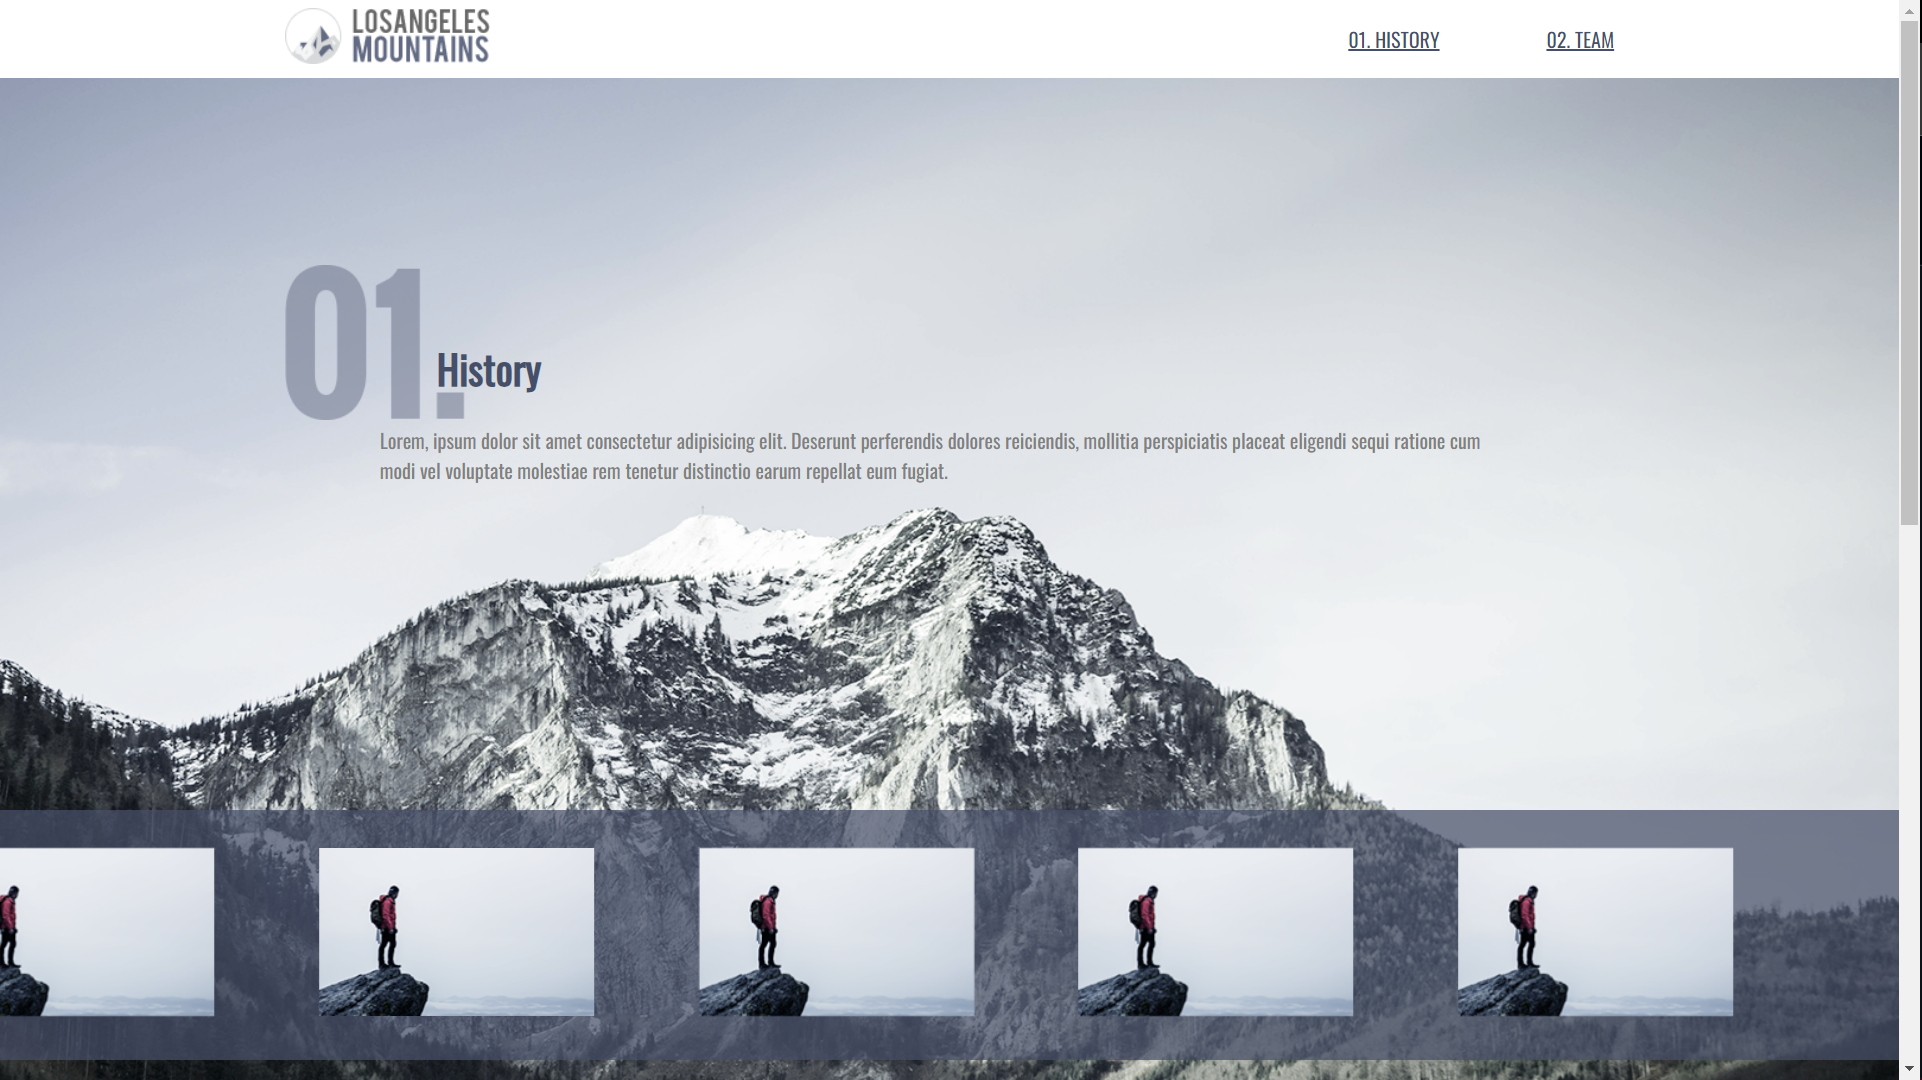 LOSANGELES
MOUNTAINS
01. HISTORY
02. TEAM
01.
History
Lorem, ipsum dolor sit amet consectetur adipisicing elit. Deserunt perferendis dolores reiciendis, mollitia perspiciatis placeat eligendi sequi ratione cum
modi vel voluptate molestiae rem tenetur distinctio earum repellat eum fugiat.